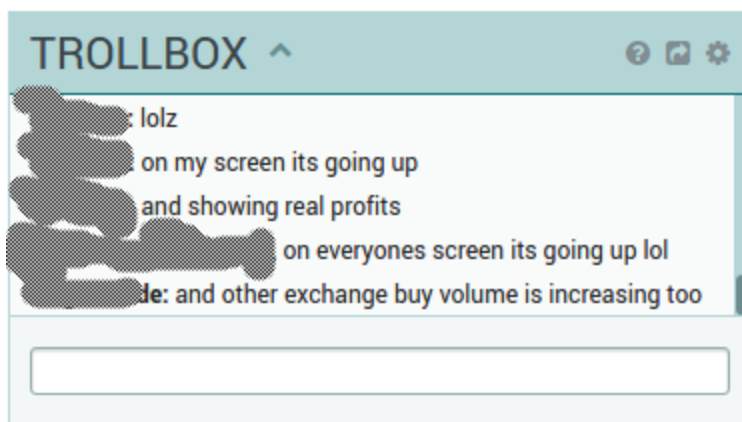 TROLLBOX
: lolz
on my screen its going up
and showing real profits
on everyones screen its going up lol
de: and other exchange buy volume is increasing too